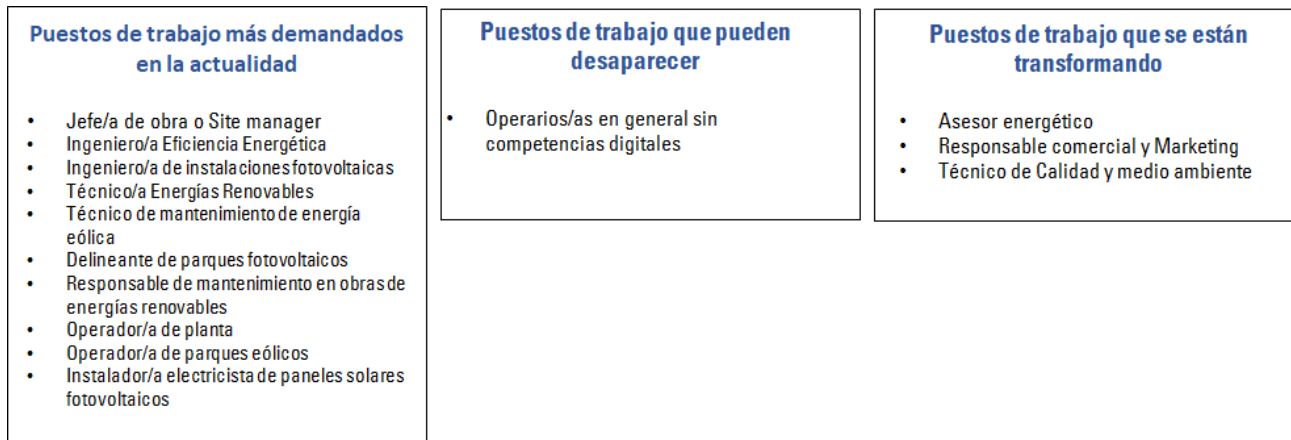 Puestos de trabajo más demandados
en la actualidad
• Jefe/a de obra o Site manager
• Ingeniero/a Eficiencia Energética
• Ingeniero/a de instalaciones fotovoltaicas
• Técnico/a Energías Renovables
• Técnico de mantenimiento de energía
eólica
• Delineante de parques fotovoltaicos
• Responsable de mantenimiento en obras de
energías renovables
• Operador/a de planta
• Operador/a de parques eólicos
• Instalador/a electricista de paneles solares
fotovoltaicos
Puestos de trabajo que pueden
desaparecer
• Operarios/as en general sin
competencias digitales
Puestos de trabajo que se están
transformando
• Asesor energético
• Responsable comercial y Marketing
• Técnico de Calidad y medio ambiente